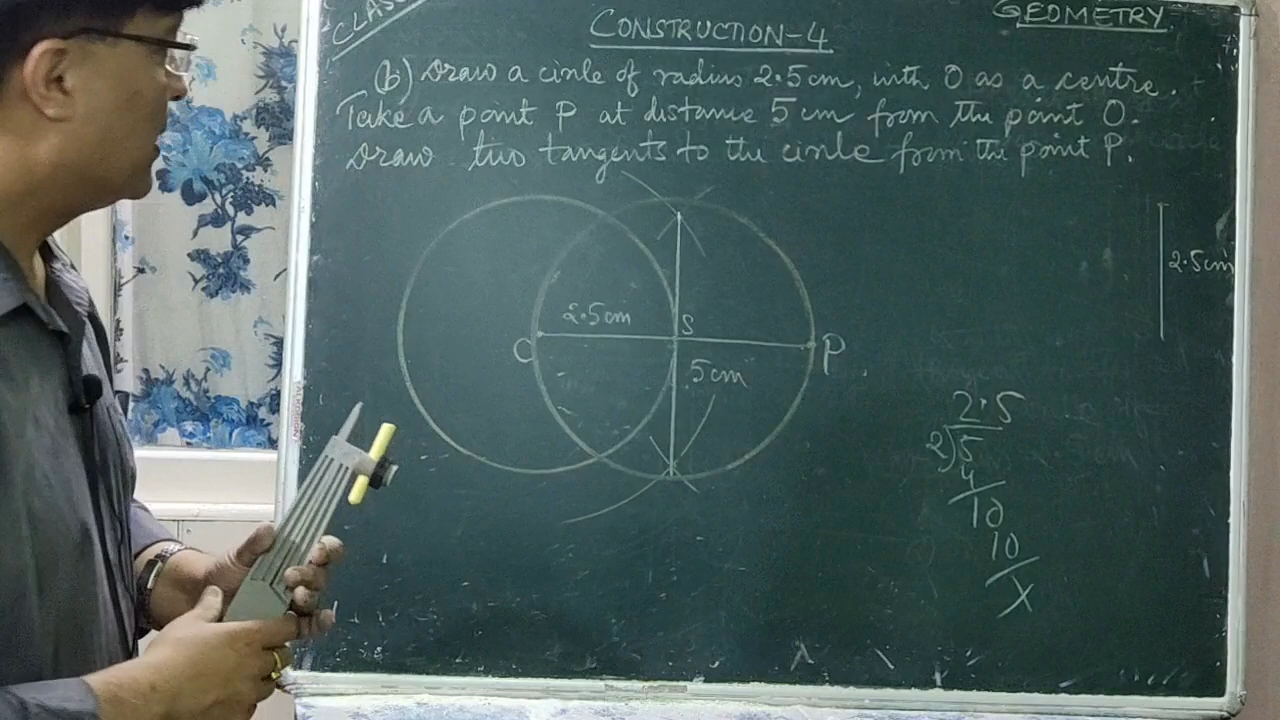 CLASS
CONSTRUCTION-4
GEOMETRY
(b) Draw a circle of radius 2.5cm, with O as a centre.
Take a point P at distance 5 cm from the point O.
Draw two tangents to the circle from the point P.
2.5cm
2.5cm
S
O
P
5cm
2.5
2)5
4
10
10
x